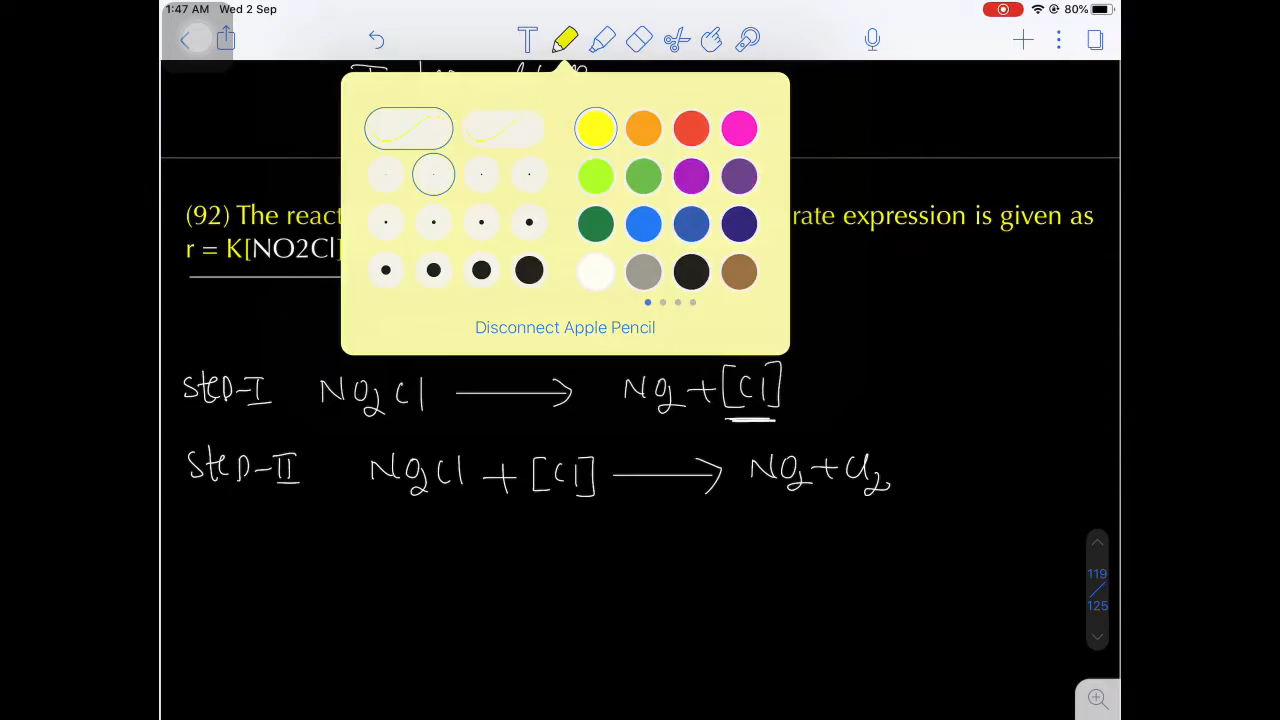 1:47 AM Wed 2 Sep
80%
T
(92) The react rate expression is given as
r = K[NO2Cl]
Disconnect Apple Pencil
Step-I NO₂Cl ⟶ NO₂ + [Cl]
Step-II NO₂Cl + [Cl] ⟶ NO₂ + Cl₂
119
125